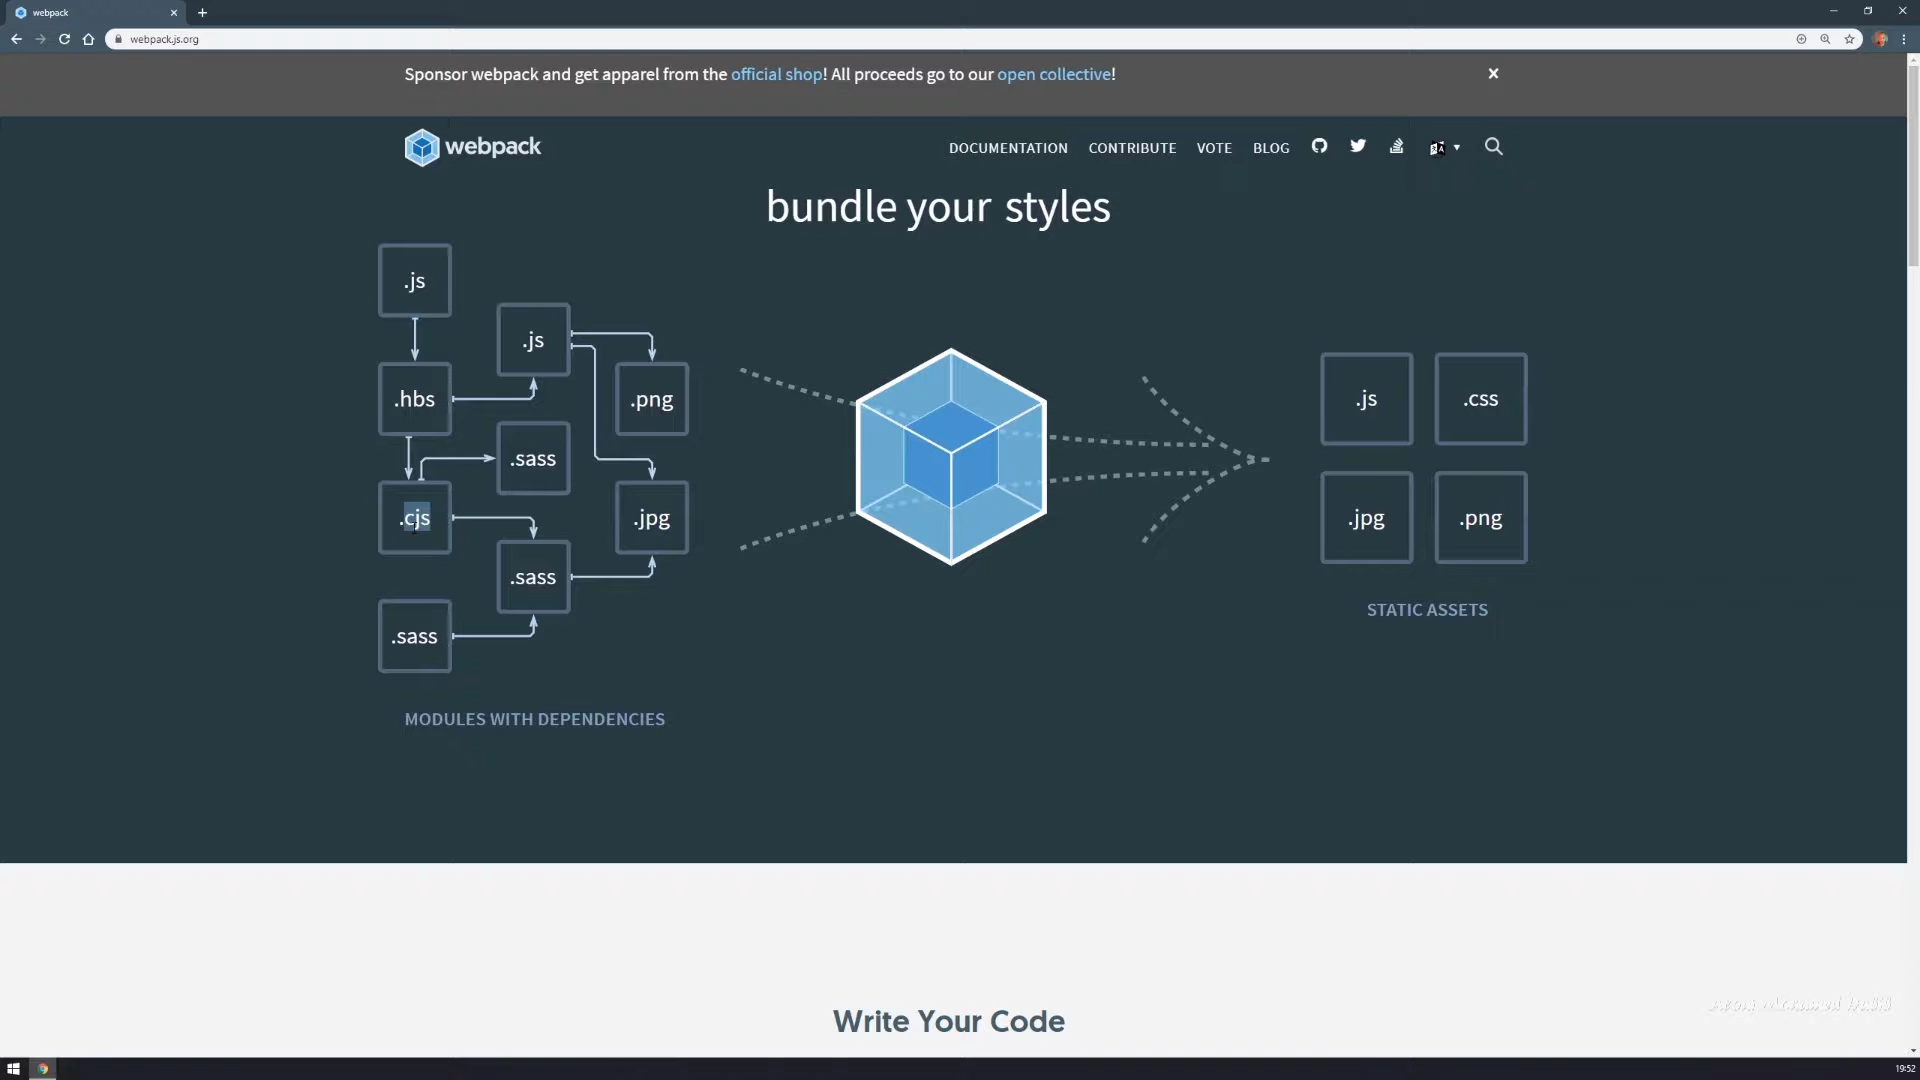 webpack
webpack.js.org
Sponsor webpack and get apparel from the official shop! All proceeds go to our open collective!
webpack
DOCUMENTATION
CONTRIBUTE
VOTE
BLOG
bundle your styles
.js
.js
.hbs
.png
.sass
.cjs
.jpg
.sass
.sass
MODULES WITH DEPENDENCIES
.js
.css
.jpg
.png
STATIC ASSETS
Write Your Code
19:52